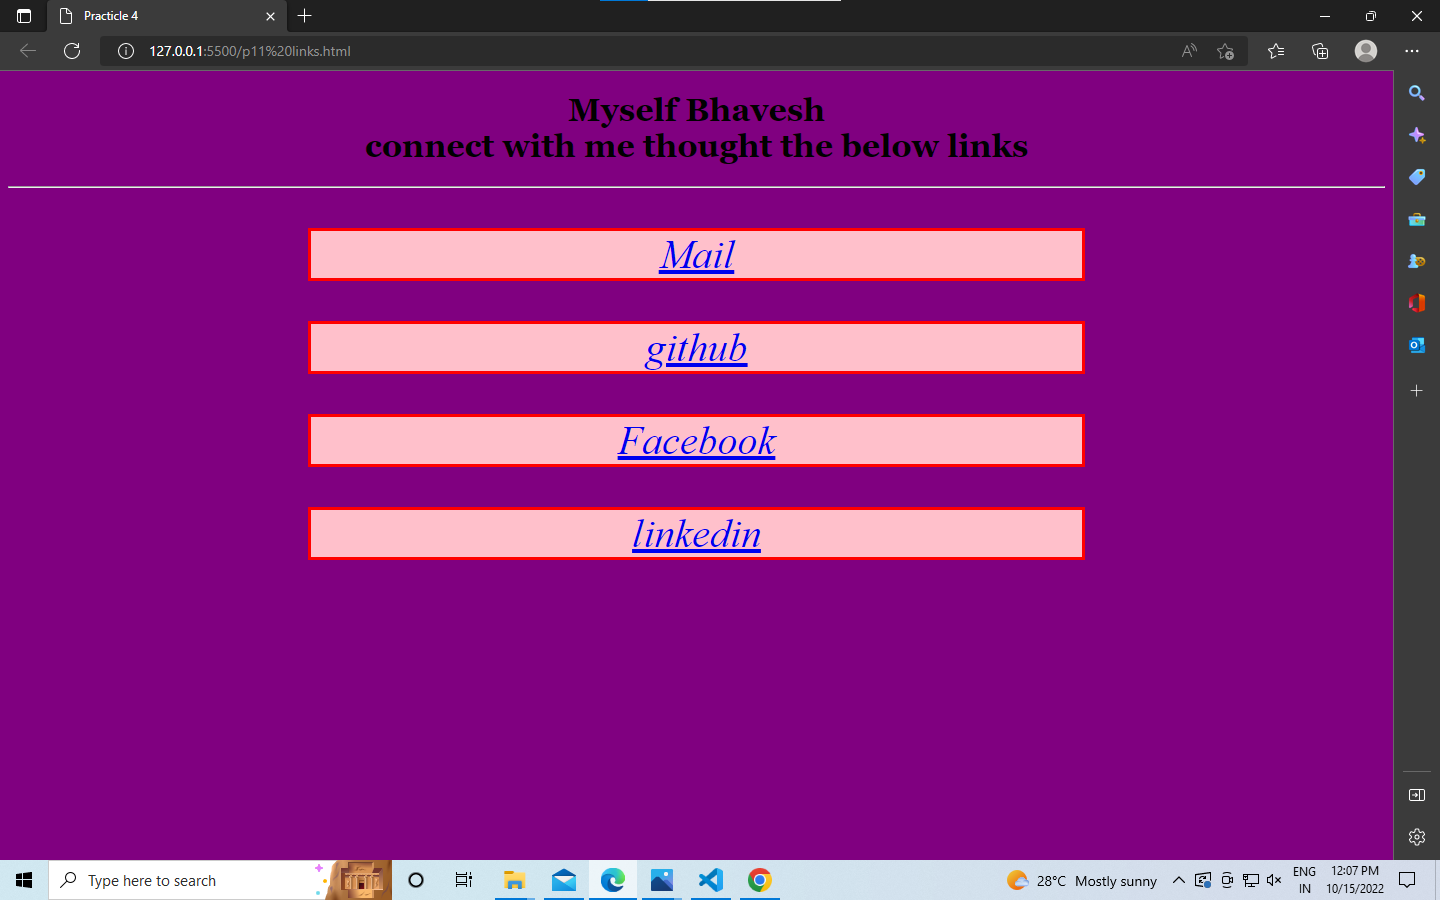 Practicle 4
127.0.0.1:5500/p11%20links.html
Myself Bhavesh
connect with me thought the below links
Mail
github
Facebook
linkedin
Type here to search
28°C Mostly sunny
ENG
IN
12:07 PM
10/15/2022